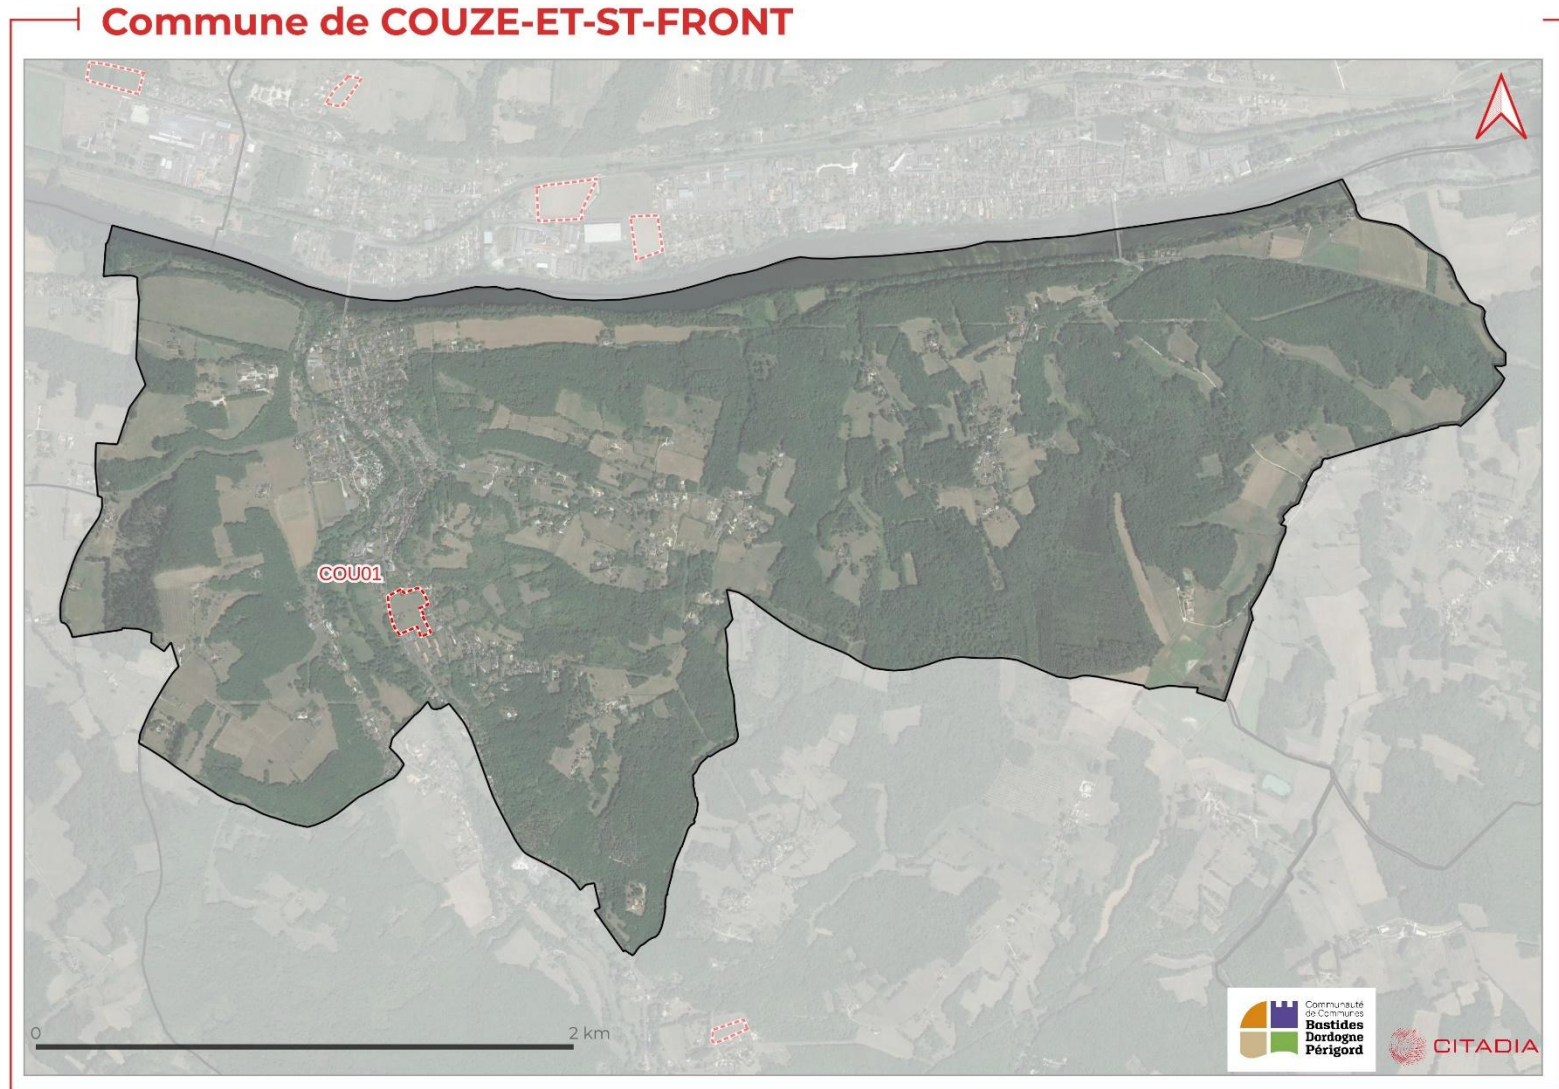 Commune de COUZE-ET-ST-FRONT
COU01
0
2 km
Communauté
de Communes
Bastides
Dordogne
Périgord
CITADIA